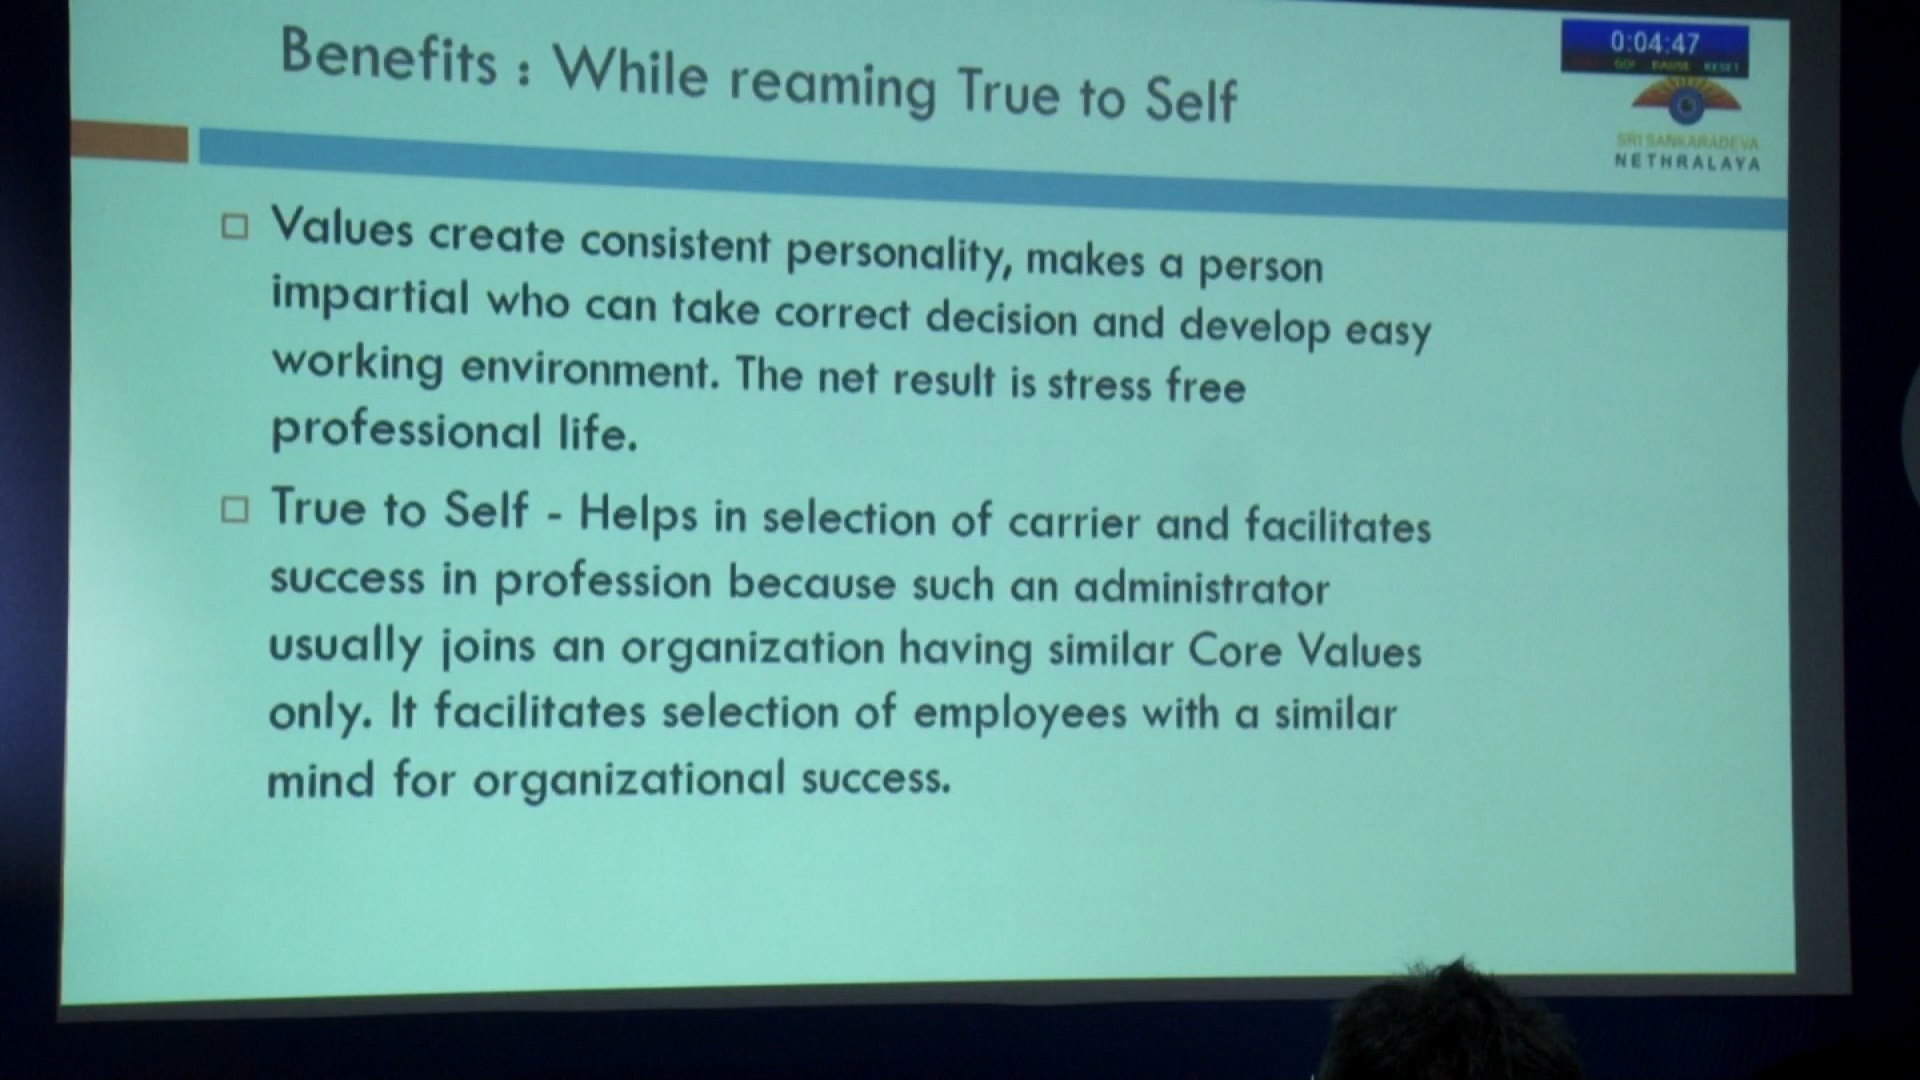 Benefits : While reaming True to Self
0:04:47
GO! PAUSE RESET
SRI SANKARADEVA
NETHRALAYA
Values create consistent personality, makes a person
impartial who can take correct decision and develop easy
working environment. The net result is stress free
professional life.
True to Self - Helps in selection of carrier and facilitates
success in profession because such an administrator
usually joins an organization having similar Core Values
only. It facilitates selection of employees with a similar
mind for organizational success.